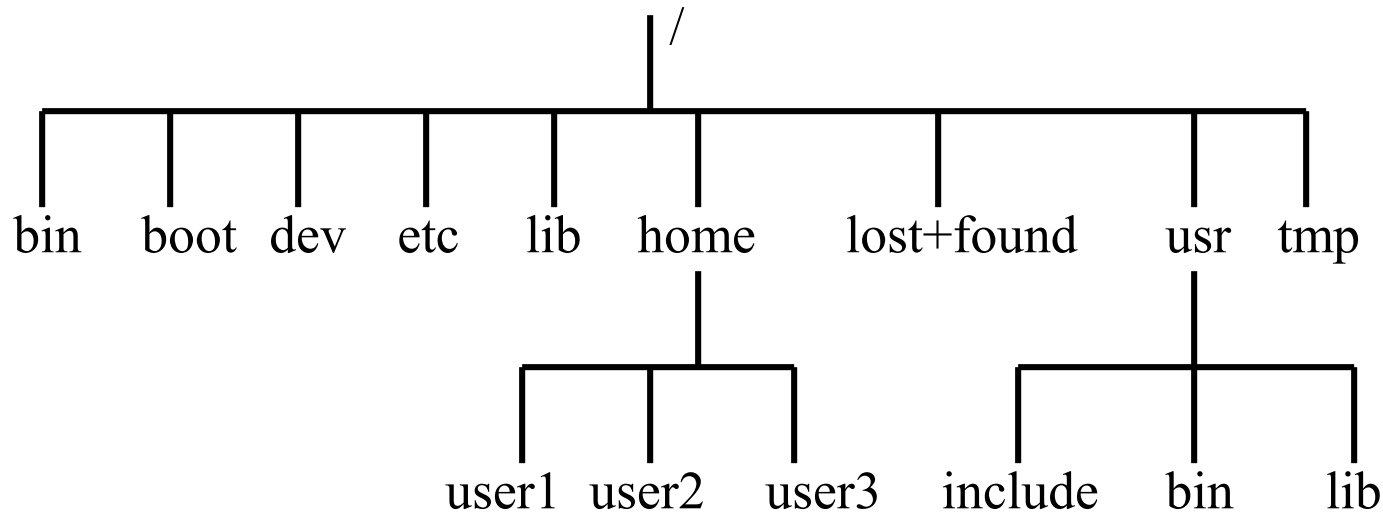 /
bin boot dev etc lib home lost+found usr tmp
user1 user2 user3 include bin lib